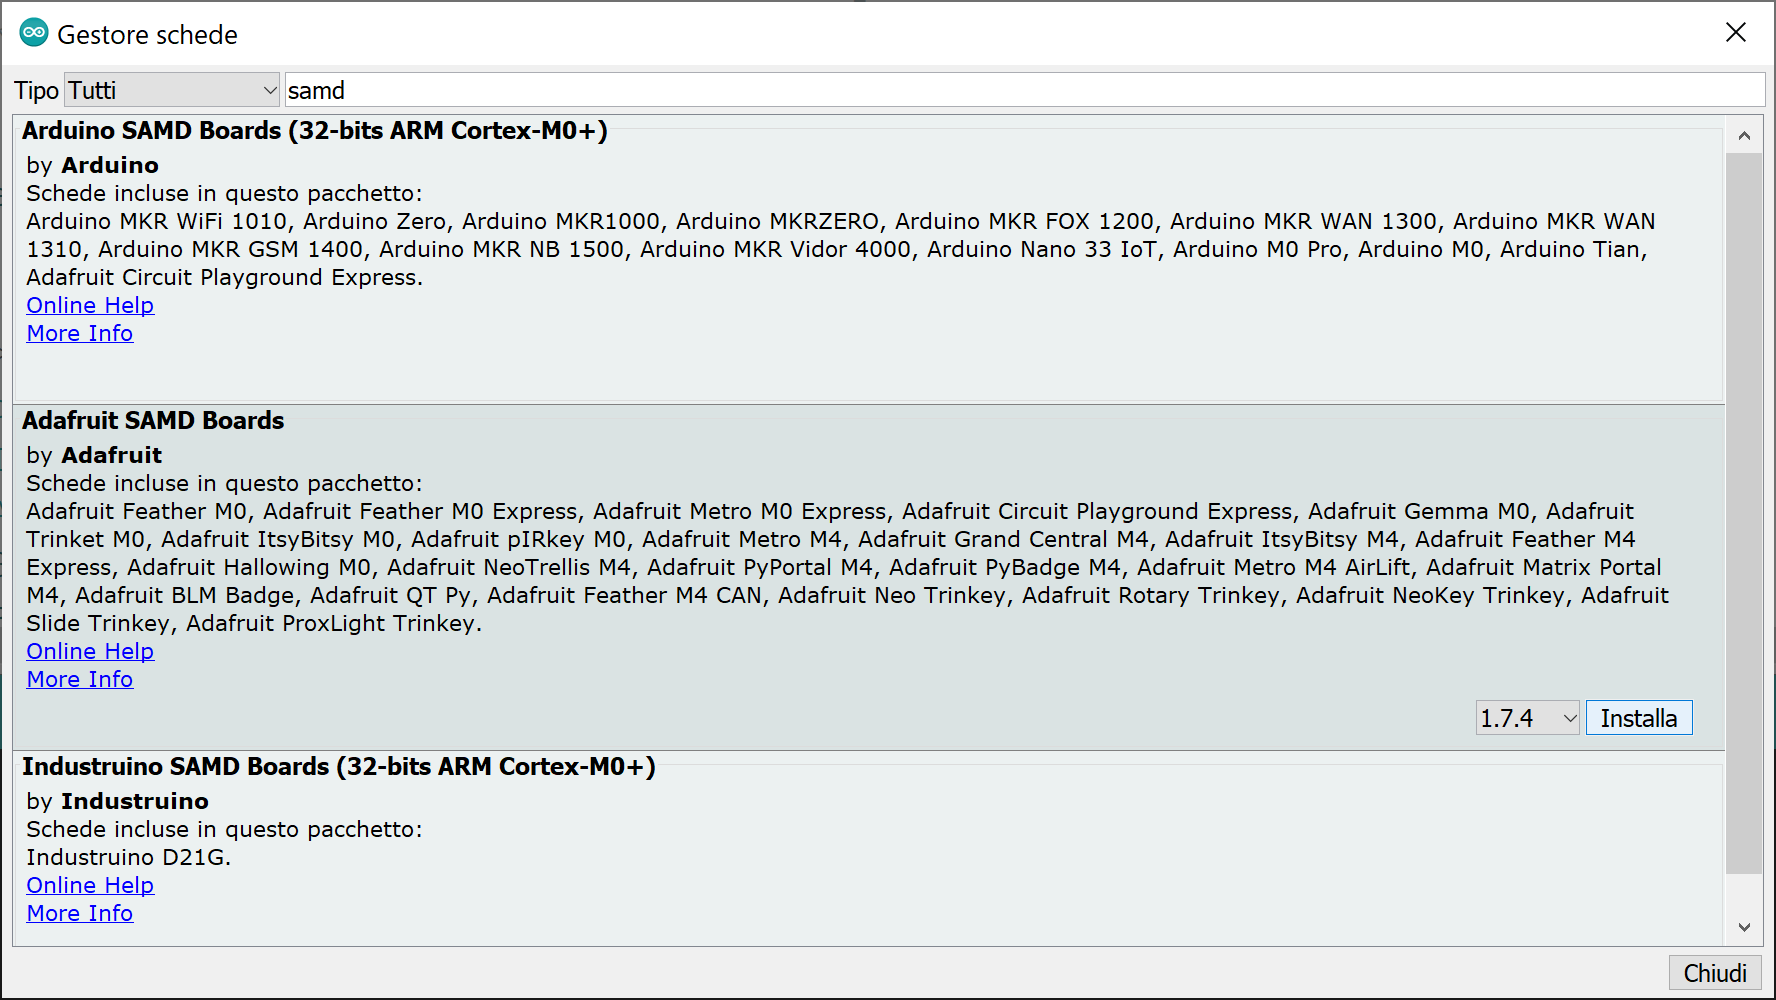 Gestore schede
Tipo Tutti samd
Arduino SAMD Boards (32-bits ARM Cortex-M0+)
by Arduino
Schede incluse in questo pacchetto:
Arduino MKR WiFi 1010, Arduino Zero, Arduino MKR1000, Arduino MKRZERO, Arduino MKR FOX 1200, Arduino MKR WAN 1300, Arduino MKR WAN
1310, Arduino MKR GSM 1400, Arduino MKR NB 1500, Arduino MKR Vidor 4000, Arduino Nano 33 IoT, Arduino M0 Pro, Arduino M0, Arduino Tian,
Adafruit Circuit Playground Express.
Online Help
More Info
Adafruit SAMD Boards
by Adafruit
Schede incluse in questo pacchetto:
Adafruit Feather M0, Adafruit Feather M0 Express, Adafruit Metro M0 Express, Adafruit Circuit Playground Express, Adafruit Gemma M0, Adafruit
Trinket M0, Adafruit ItsyBitsy M0, Adafruit pIRkey M0, Adafruit Metro M4, Adafruit Grand Central M4, Adafruit ItsyBitsy M4, Adafruit Feather M4
Express, Adafruit Hallowing M0, Adafruit NeoTrellis M4, Adafruit PyPortal M4, Adafruit PyBadge M4, Adafruit Metro M4 AirLift, Adafruit Matrix Portal
M4, Adafruit BLM Badge, Adafruit QT Py, Adafruit Feather M4 CAN, Adafruit Neo Trinkey, Adafruit Rotary Trinkey, Adafruit NeoKey Trinkey, Adafruit
Slide Trinkey, Adafruit ProxLight Trinkey.
Online Help
More Info
1.7.4 Installa
Industruino SAMD Boards (32-bits ARM Cortex-M0+)
by Industruino
Schede incluse in questo pacchetto:
Industruino D21G.
Online Help
More Info
Chiudi